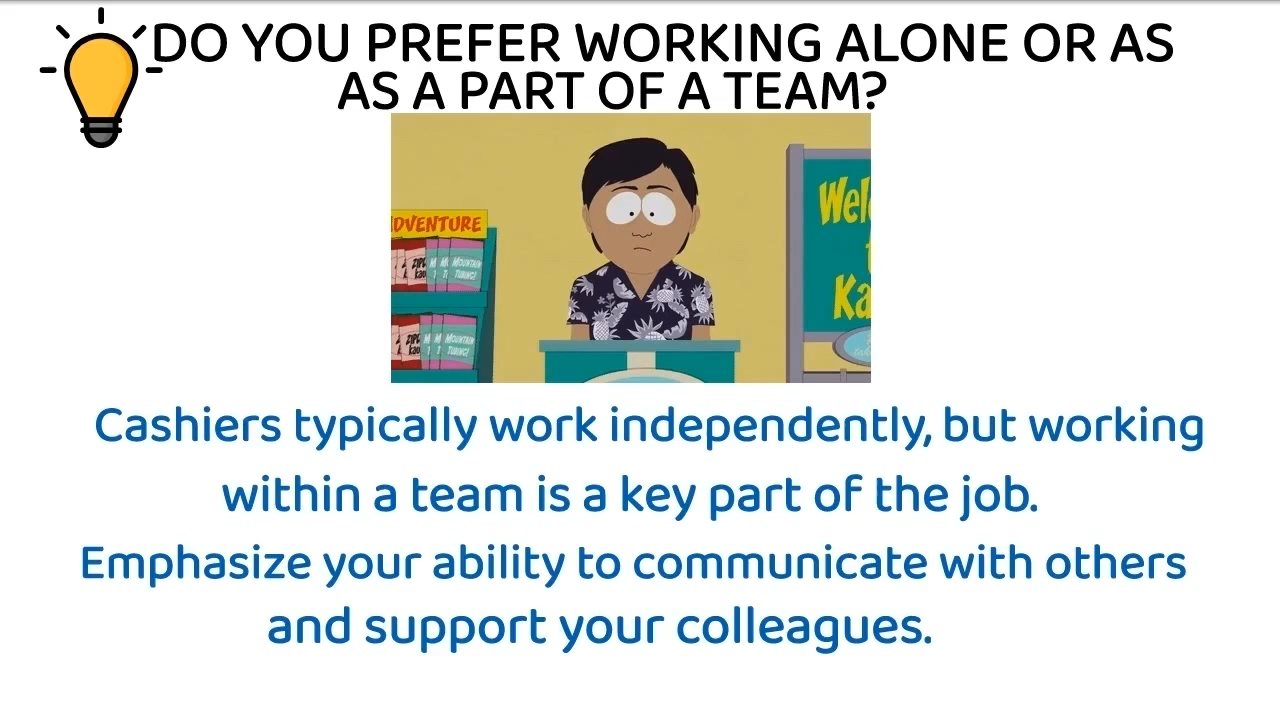 DO YOU PREFER WORKING ALONE OR AS
AS A PART OF A TEAM?
ADVENTURE
MOUNTAIN
TUBING!
MOUNTAIN
TUBING!
Wel
Ka
Cashiers typically work independently, but working
within a team is a key part of the job.
Emphasize your ability to communicate with others
and support your colleagues.